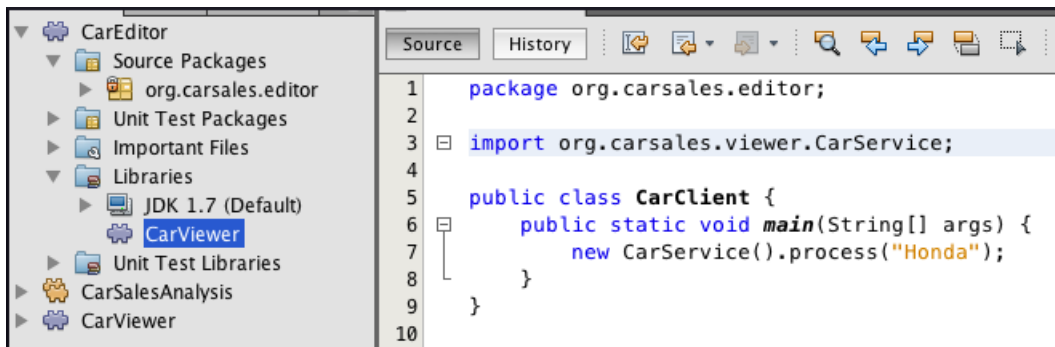 CarEditor
Source Packages
org.carsales.editor
Unit Test Packages
Important Files
Libraries
JDK 1.7 (Default)
CarViewer
Unit Test Libraries
CarSalesAnalysis
CarViewer
Source History
1 package org.carsales.editor;
2
3 import org.carsales.viewer.CarService;
4
5 public class CarClient {
6 public static void main(String[] args) {
7 new CarService().process("Honda");
8 }
9 }
10